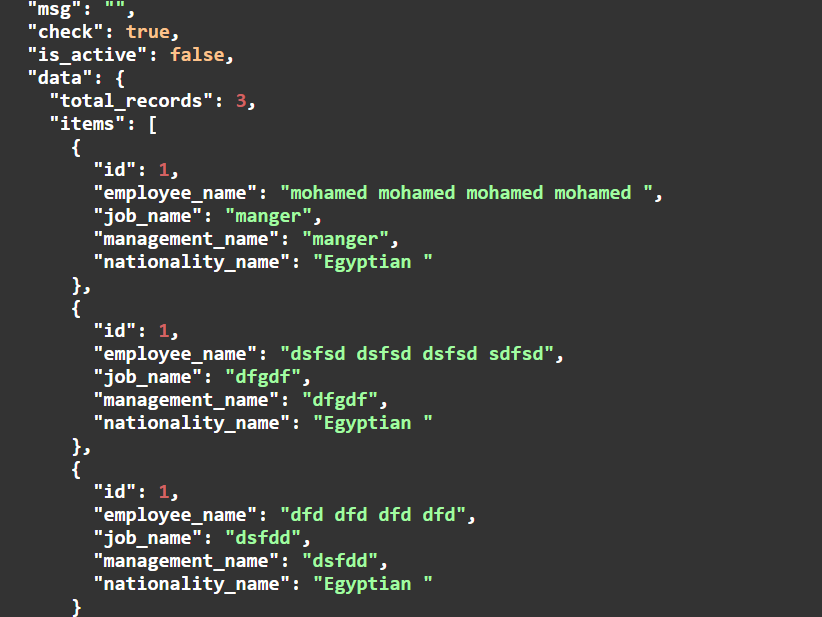 "msg": "",
"check": true,
"is_active": false,
"data": {
"total_records": 3,
"items": [
{
"id": 1,
"employee_name": "mohamed mohamed mohamed mohamed ",
"job_name": "manger",
"management_name": "manger",
"nationality_name": "Egyptian "
},
{
"id": 1,
"employee_name": "dsfsd dsfsd dsfsd sdfsd",
"job_name": "dfgdf",
"management_name": "dfgdf",
"nationality_name": "Egyptian "
},
{
"id": 1,
"employee_name": "dfd dfd dfd dfd",
"job_name": "dsfdd",
"management_name": "dsfdd",
"nationality_name": "Egyptian "
}